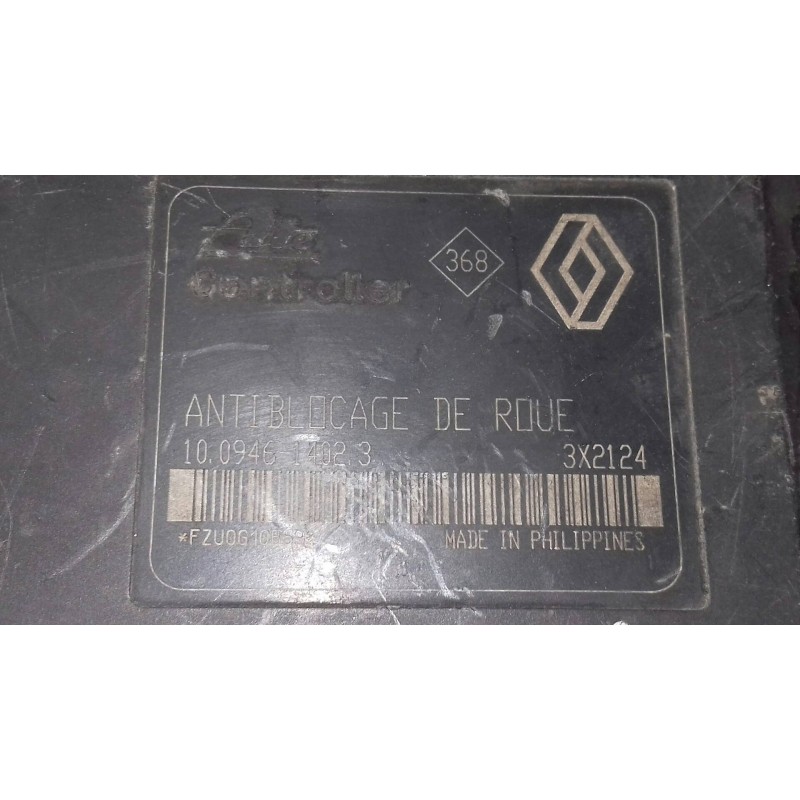 Ate
Controller
368
ANTIBLOCAGE DE ROUE
10.0946-1402.3 3X2124
MADE IN PHILIPPINES